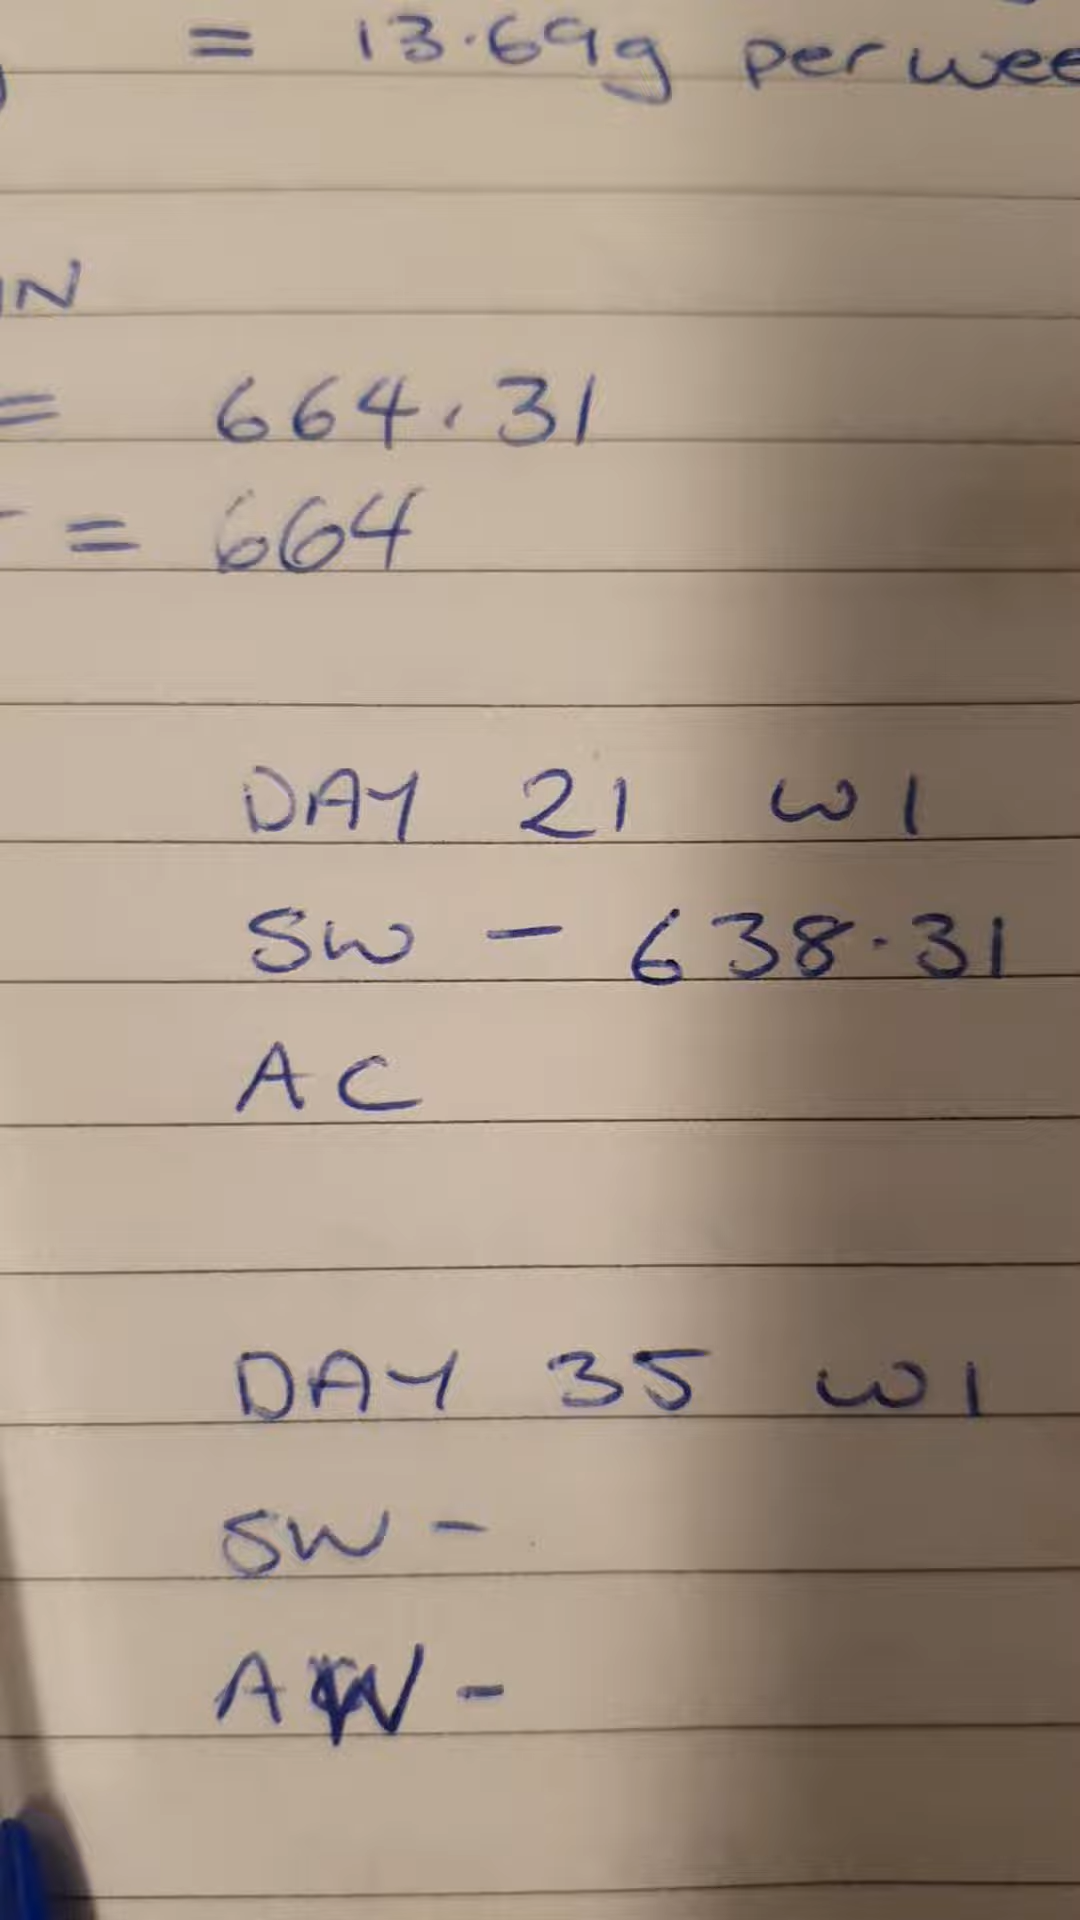 = 13.69g per wee
IN
= 664.31
- = 664
DAY 21 W1
SW - 638.31
AC
DAY 35 W1
SW -
AW -